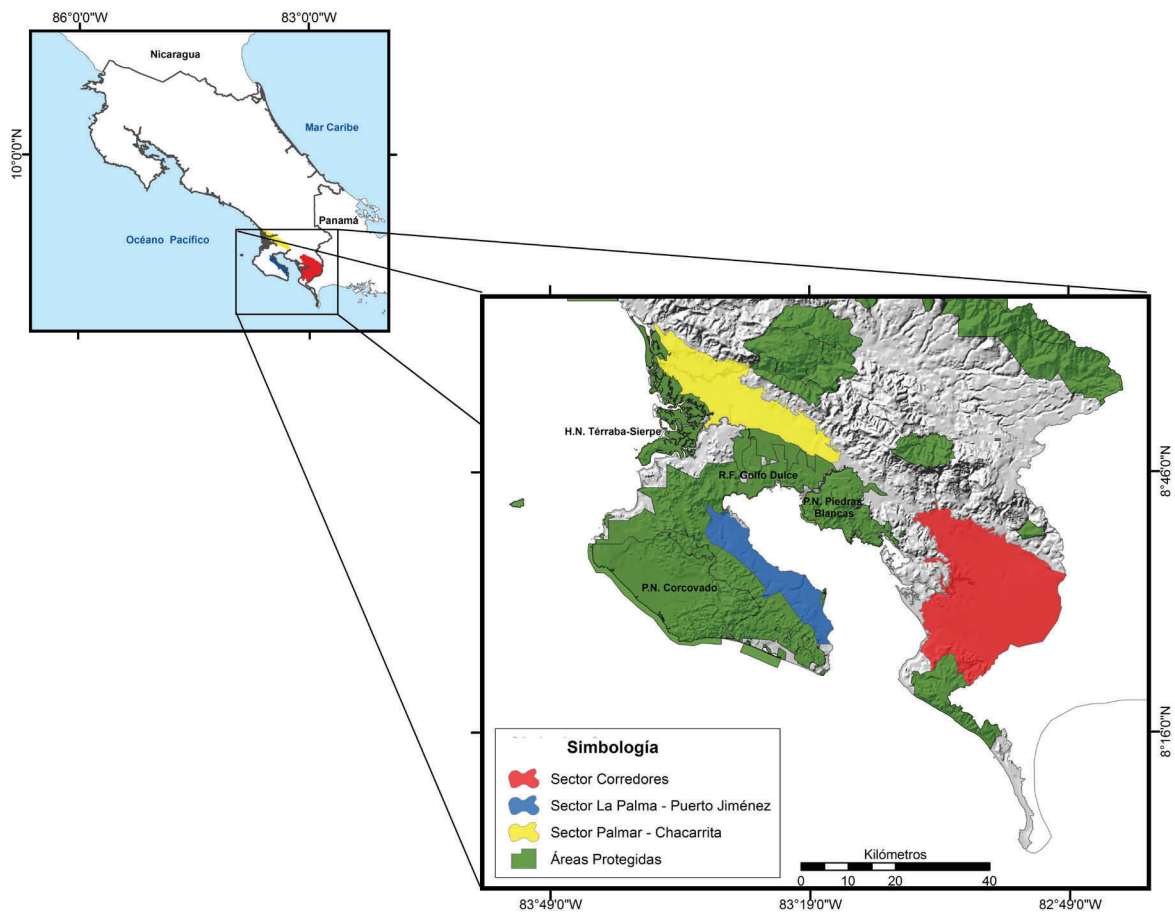 86°0'0"W
83°0'0"W
Nicaragua
Mar Caribe
10°0'0"N
Panamá
Océano Pacífico
H.N. Térraba-Sierpe
R.F. Golfo Dulce
P.N. Piedras
Blancas
P.N. Corcovado
8°46'0"N
8°16'0"N
Simbología
Sector Corredores
Sector La Palma - Puerto Jiménez
Sector Palmar - Chacarrita
Áreas Protegidas
Kilómetros
0 10 20 40
83°49'0"W
83°19'0"W
82°49'0"W